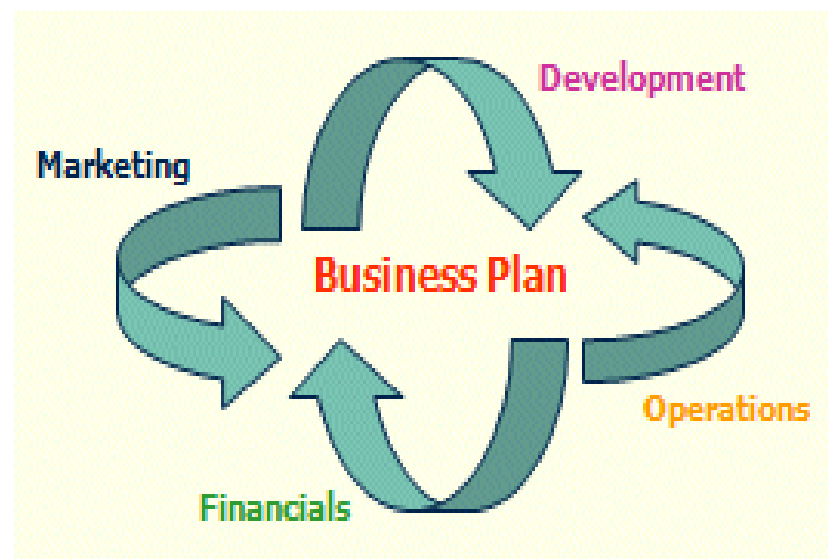 Development
Marketing
Business Plan
Operations
Financials